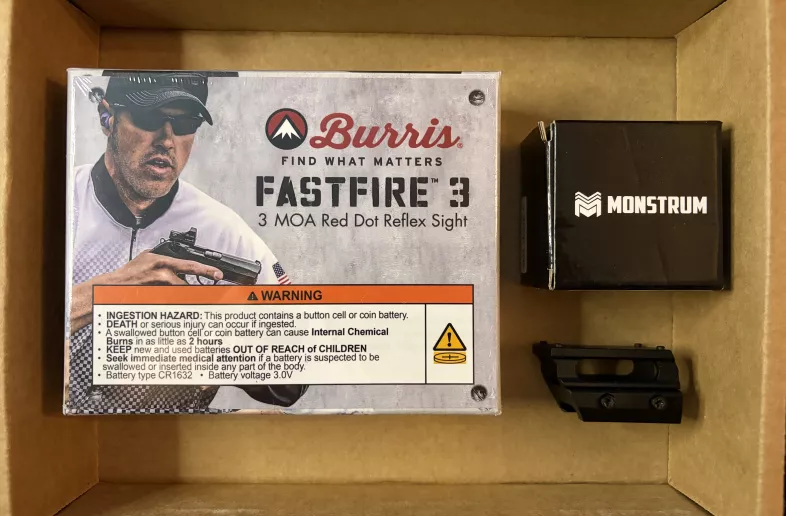 Burris®
FIND WHAT MATTERS
FASTFIRE™ 3
3 MOA Red Dot Reflex Sight
WARNING
• INGESTION HAZARD: This product contains a button cell or coin battery.
• DEATH or serious injury can occur if ingested.
• A swallowed button cell or coin battery can cause Internal Chemical
Burns in as little as 2 hours
• KEEP new and used batteries OUT OF REACH of CHILDREN
• Seek immediate medical attention if a battery is suspected to be
swallowed or inserted inside any part of the body.
• Battery type CR1632 • Battery voltage 3.0V
MONSTRUM